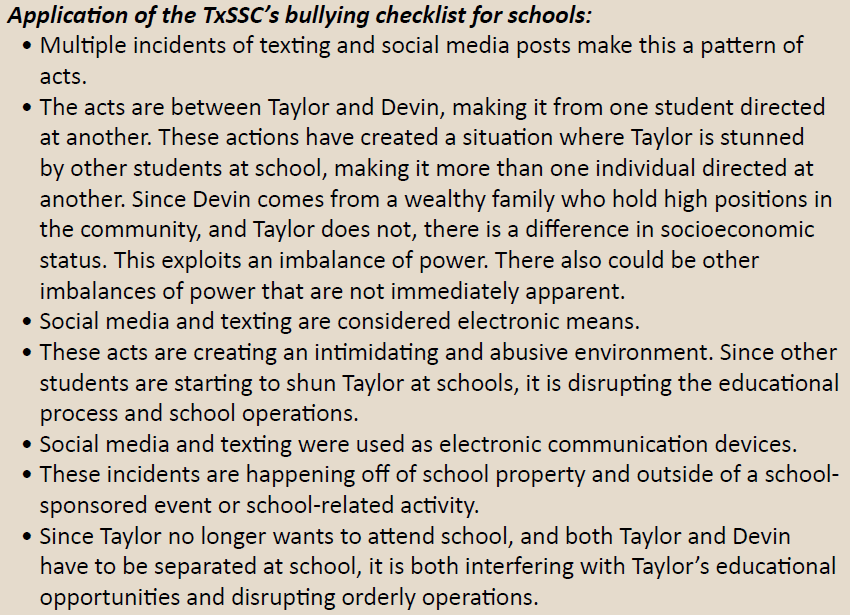 Application of the TxSSC's bullying checklist for schools:
• Multiple incidents of texting and social media posts make this a pattern of
acts.
• The acts are between Taylor and Devin, making it from one student directed
at another. These actions have created a situation where Taylor is stunned
by other students at school, making it more than one individual directed at
another. Since Devin comes from a wealthy family who hold high positions in
the community, and Taylor does not, there is a difference in socioeconomic
status. This exploits an imbalance of power. There also could be other
imbalances of power that are not immediately apparent.
• Social media and texting are considered electronic means.
• These acts are creating an intimidating and abusive environment. Since other
students are starting to shun Taylor at schools, it is disrupting the educational
process and school operations.
• Social media and texting were used as electronic communication devices.
• These incidents are happening off of school property and outside of a school-
sponsored event or school-related activity.
• Since Taylor no longer wants to attend school, and both Taylor and Devin
have to be separated at school, it is both interfering with Taylor's educational
opportunities and disrupting orderly operations.